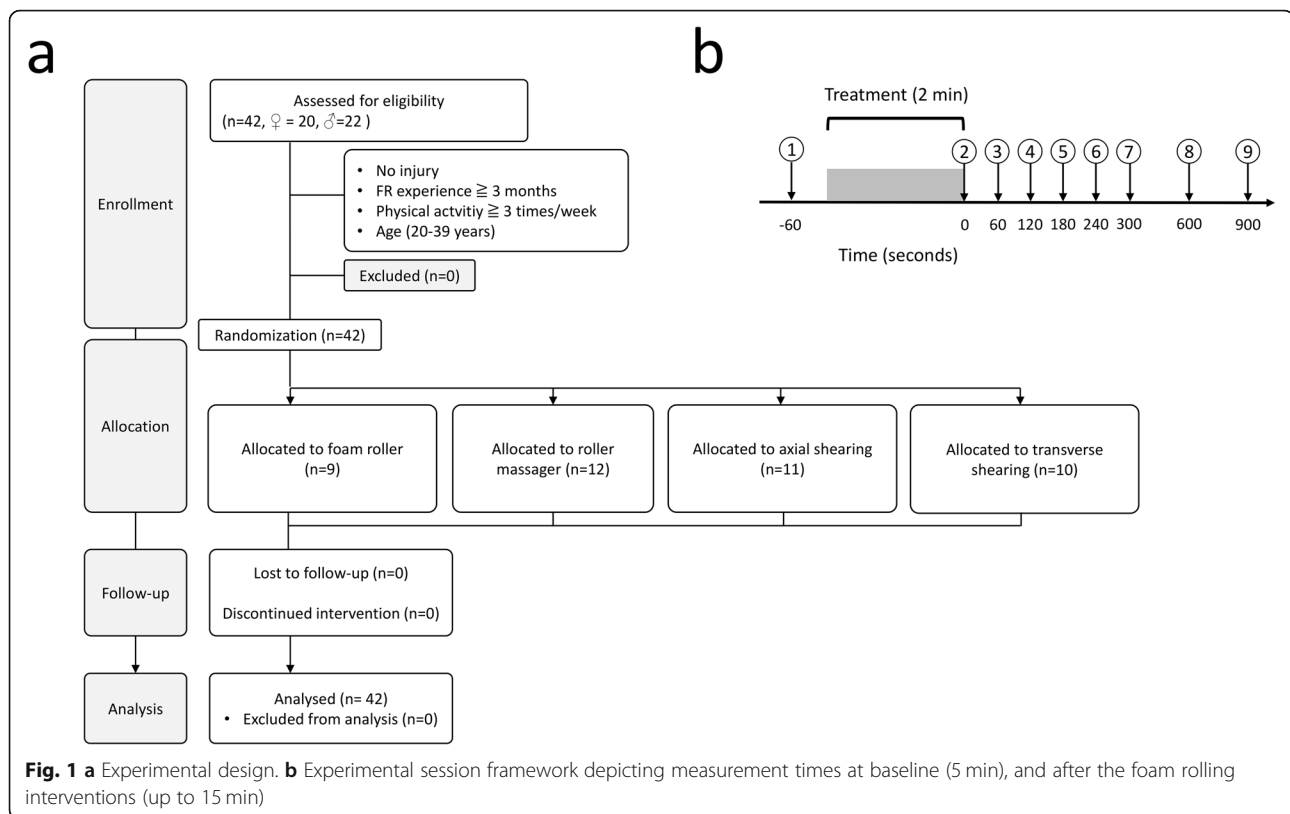 a
Enrollment
Assessed for eligibility
(n=42, ♀ = 20, ♂=22 )
• No injury
• FR experience ≧ 3 months
• Physical actvitiy ≧ 3 times/week
• Age (20-39 years)
Excluded (n=0)
Randomization (n=42)
Allocation
Allocated to foam roller
(n=9)
Allocated to roller
massager (n=12)
Allocated to axial shearing
(n=11)
Allocated to transverse
shearing (n=10)
Follow-up
Lost to follow-up (n=0)
Discontinued intervention (n=0)
Analysis
Analysed (n= 42)
• Excluded from analysis (n=0)
b
Treatment (2 min)
1 2 3 4 5 6 7 8 9
-60 0 60 120 180 240 300 600 900
Time (seconds)
Fig. 1 a Experimental design. b Experimental session framework depicting measurement times at baseline (5 min), and after the foam rolling
interventions (up to 15 min)